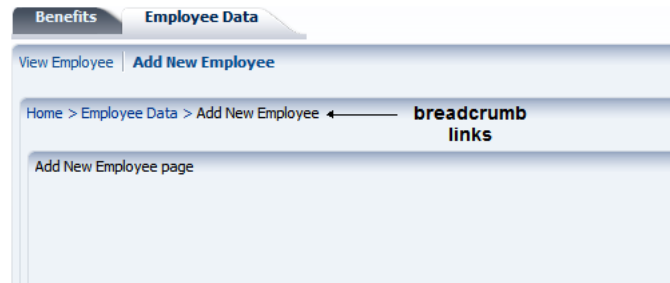 Benefits Employee Data
View Employee Add New Employee
Home > Employee Data > Add New Employee breadcrumb
links
Add New Employee page